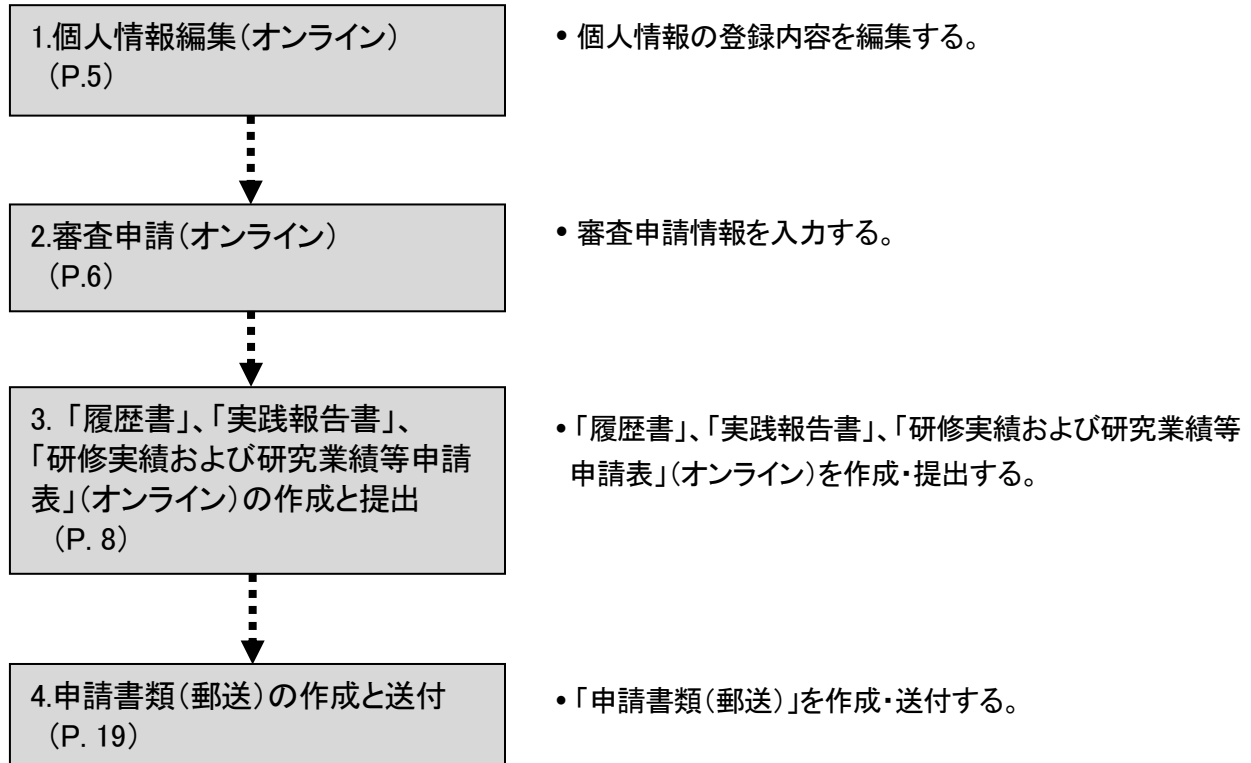 1.個人情報編集(オンライン)
(P.5)
• 個人情報の登録内容を編集する。
2.審査申請(オンライン)
(P.6)
• 審査申請情報を入力する。
3. 「履歴書」、「実践報告書」、
「研修実績および研究業績等申請
表」(オンライン)の作成と提出
(P. 8)
•「履歴書」、「実践報告書」、「研修実績および研究業績等
申請表」(オンライン)を作成・提出する。
4.申請書類(郵送)の作成と送付
(P. 19)
•「申請書類(郵送)」を作成・送付する。